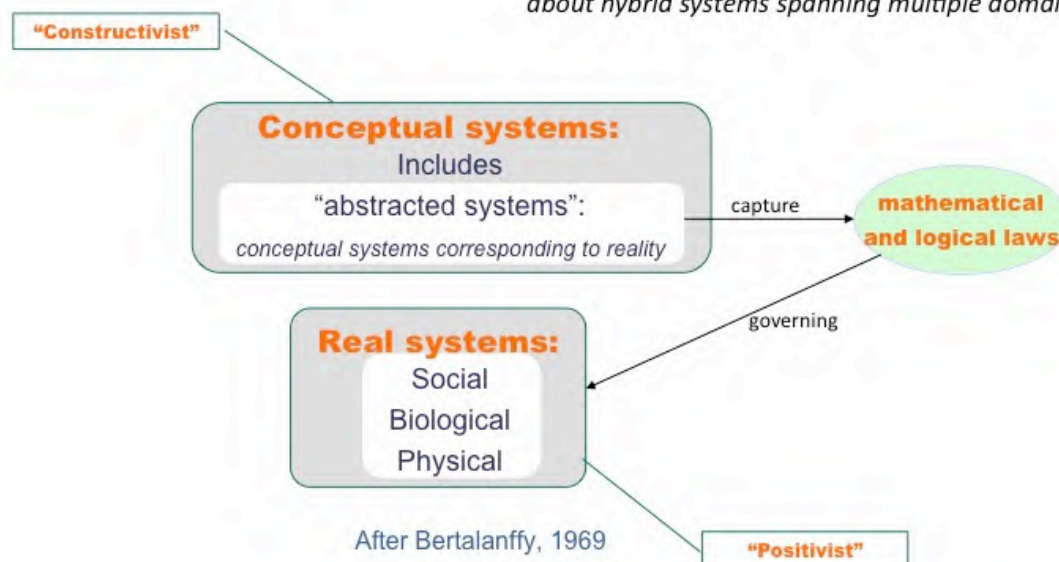 about hybrid systems spanning multiple
“Constructivist”
Conceptual systems:
Includes
“abstracted systems”:
conceptual systems corresponding to reality
capture
mathematical
and logical laws
governing
Real systems:
Social
Biological
Physical
After Bertalanffy, 1969
“Positivist”